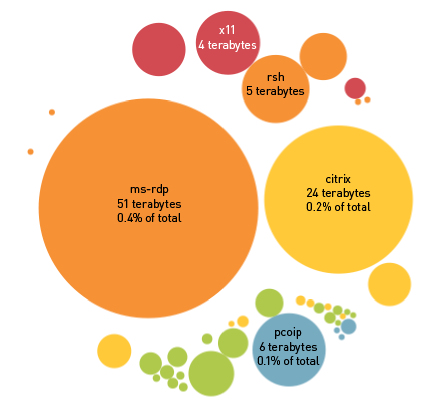 x11
4 terabytes
rsh
5 terabytes
ms-rdp
51 terabytes
0.4% of total
citrix
24 terabytes
0.2% of total
pcoip
6 terabytes
0.1% of total